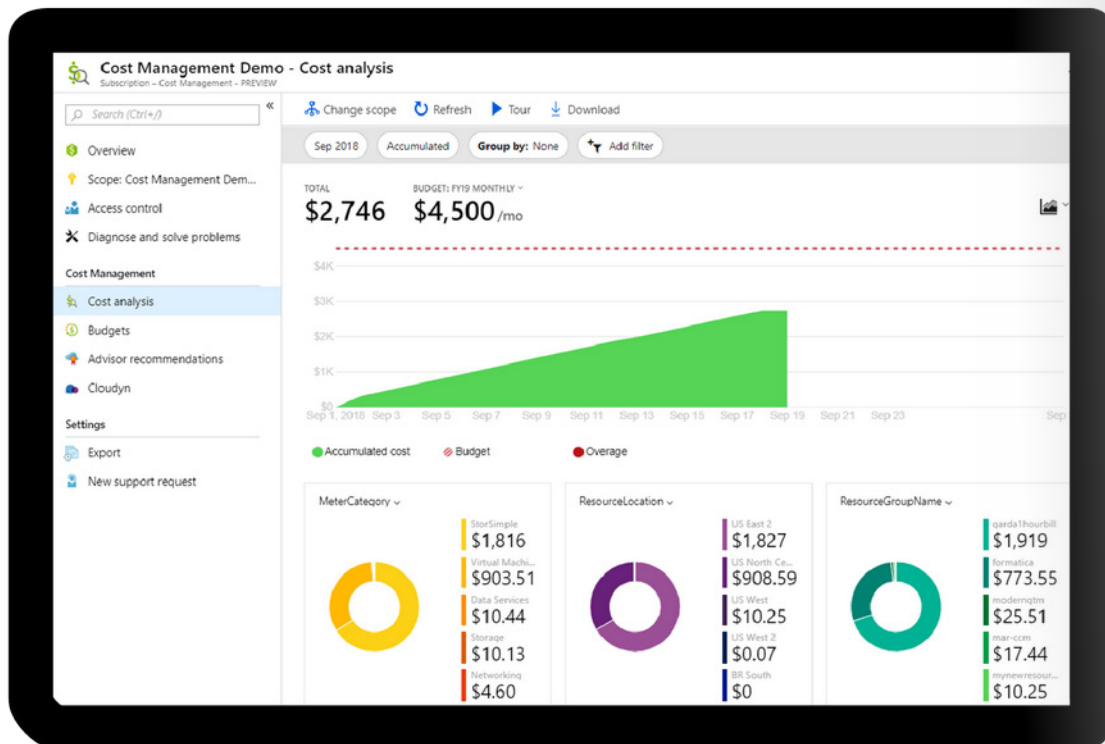 Cost Management Demo - Cost analysis
Subscription – Cost Management - PREVIEW
Search (Ctrl+/)
«
Overview
Scope: Cost Management Dem...
Access control
Diagnose and solve problems
Cost Management
Cost analysis
Budgets
Advisor recommendations
Cloudyn
Settings
Export
New support request
Change scope Refresh Tour Download
Sep 2018 Accumulated Group by: None Add filter
TOTAL
$2,746
BUDGET: FY19 MONTHLY
$4,500 /mo
$4K
$3K
$2K
$1K
$0
Sep 1, 2018 Sep 3 Sep 5 Sep 7 Sep 9 Sep 11 Sep 13 Sep 15 Sep 17 Sep 19 Sep 21 Sep 23 Sep
Accumulated cost Budget Overage
MeterCategory
StorSimple
$1,816
Virtual Machi...
$903.51
Data Services
$10.44
Storage
$10.13
Networking
$4.60
ResourceLocation
US East 2
$1,827
US North Ce...
$908.59
US West
$10.25
US West 2
$0.07
BR South
$0
ResourceGroupName
qarda1hourbill
$1,919
formatica
$773.55
modernqtm
$25.51
mar-ccm
$17.44
mynewresour...
$10.25